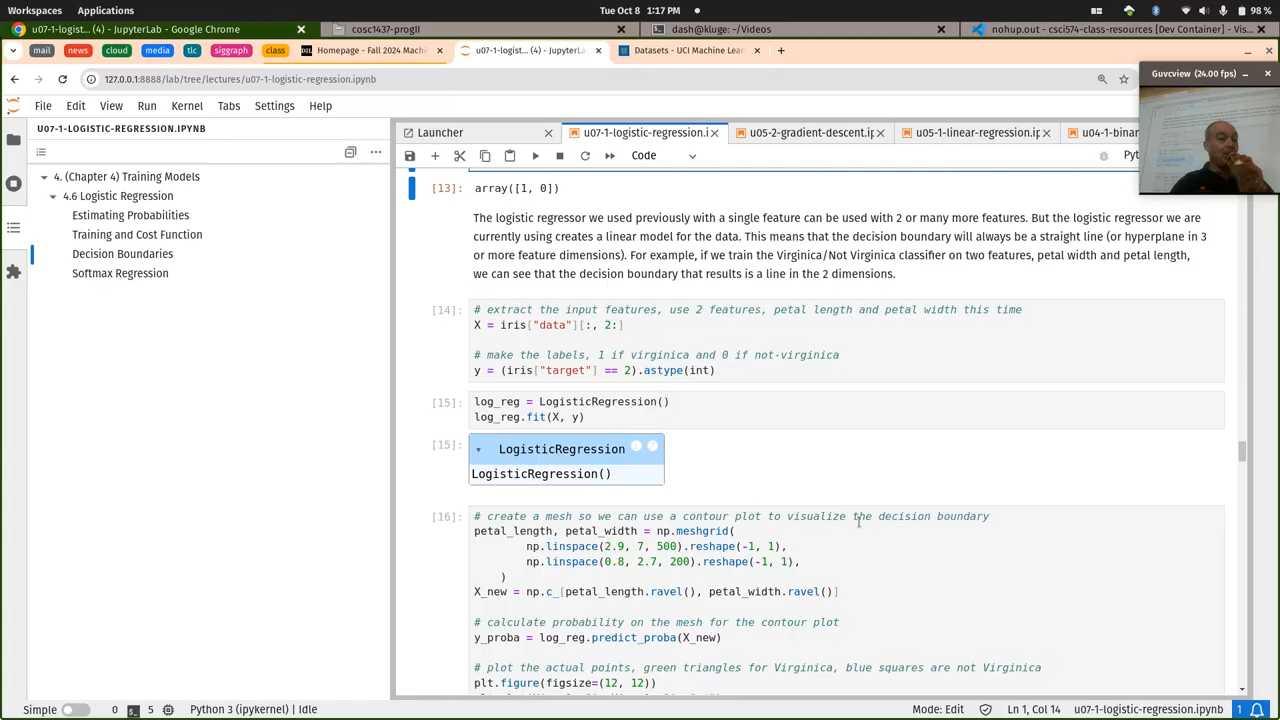 Workspaces Applications Tue Oct 8 1:17 PM 98 %
u07-1-logist... (4) - JupyterLab - Google Chrome cosc1437-progII dash@kluge: ~/Videos nohup.out - csci574-class-resources [Dev Container] - Vis...
mail news cloud media tlc siggraph class Homepage - Fall 2024 Machi u07-1-logist... (4) - JupyterL Datasets - UCI Machine Lear
127.0.0.1:8888/lab/tree/lectures/u07-1-logistic-regression.ipynb
Guvcview (24.00 fps)
File Edit View Run Kernel Tabs Settings Help
U07-1-LOGISTIC-REGRESSION.IPYNB
Launcher u07-1-logistic-regression.i u05-2-gradient-descent.ip u05-1-linear-regression.ip u04-1-binar
Code Pyt
4. (Chapter 4) Training Models
4.6 Logistic Regression
Estimating Probabilities
Training and Cost Function
Decision Boundaries
Softmax Regression
[13]: array([1, 0])
The logistic regressor we used previously with a single feature can be used with 2 or many more features. But the logistic regressor we are
currently using creates a linear model for the data. This means that the decision boundary will always be a straight line (or hyperplane in 3
or more feature dimensions). For example, if we train the Virginica/Not Virginica classifier on two features, petal width and petal length,
we can see that the decision boundary that results is a line in the 2 dimensions.
[14]: # extract the input features, use 2 features, petal length and petal width this time
X = iris["data"][:, 2:]
# make the labels, 1 if virginica and 0 if not-virginica
y = (iris["target"] == 2).astype(int)
[15]: log_reg = LogisticRegression()
log_reg.fit(X, y)
[15]: LogisticRegression
LogisticRegression()
[16]: # create a mesh so we can use a contour plot to visualize the decision boundary
petal_length, petal_width = np.meshgrid(
np.linspace(2.9, 7, 500).reshape(-1, 1),
np.linspace(0.8, 2.7, 200).reshape(-1, 1),
)
X_new = np.c_[petal_length.ravel(), petal_width.ravel()]
# calculate probability on the mesh for the contour plot
y_proba = log_reg.predict_proba(X_new)
# plot the actual points, green triangles for Virginica, blue squares are not Virginica
plt.figure(figsize=(12, 12))
Simple 0 5 Python 3 (ipykernel) | Idle Mode: Edit Ln 1, Col 14 u07-1-logistic-regression.ipynb 1